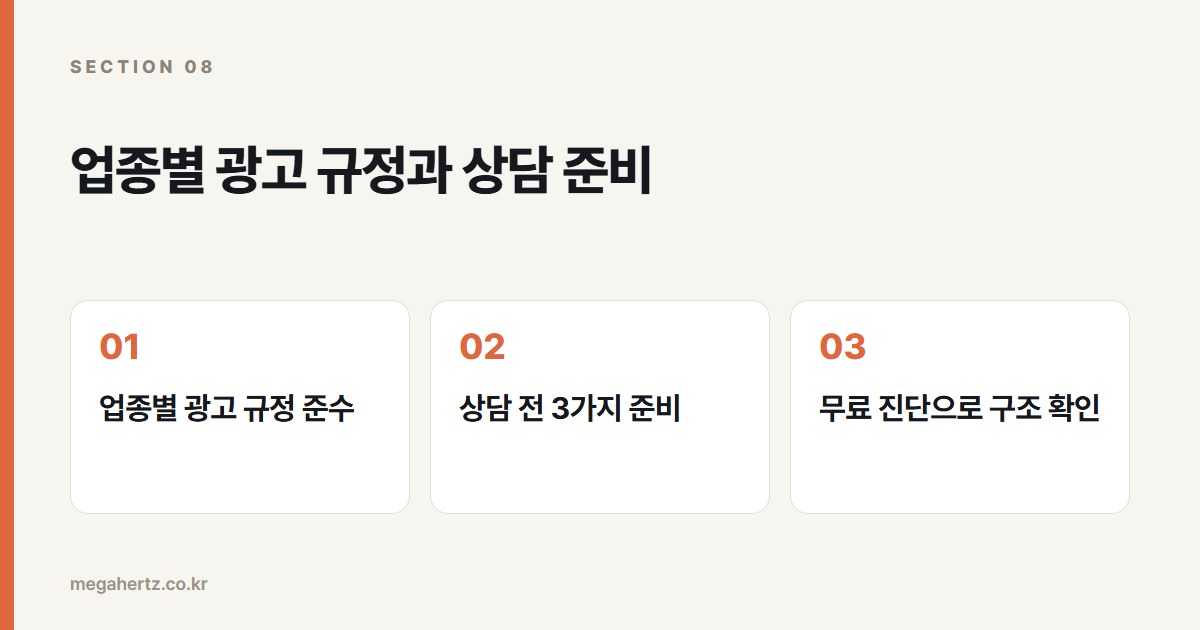 SECTION 08
업종별 광고 규정과 상담 준비
01
업종별 광고 규정 준수
02
상담 전 3가지 준비
03
무료 진단으로 구조 확인
megahertz.co.kr